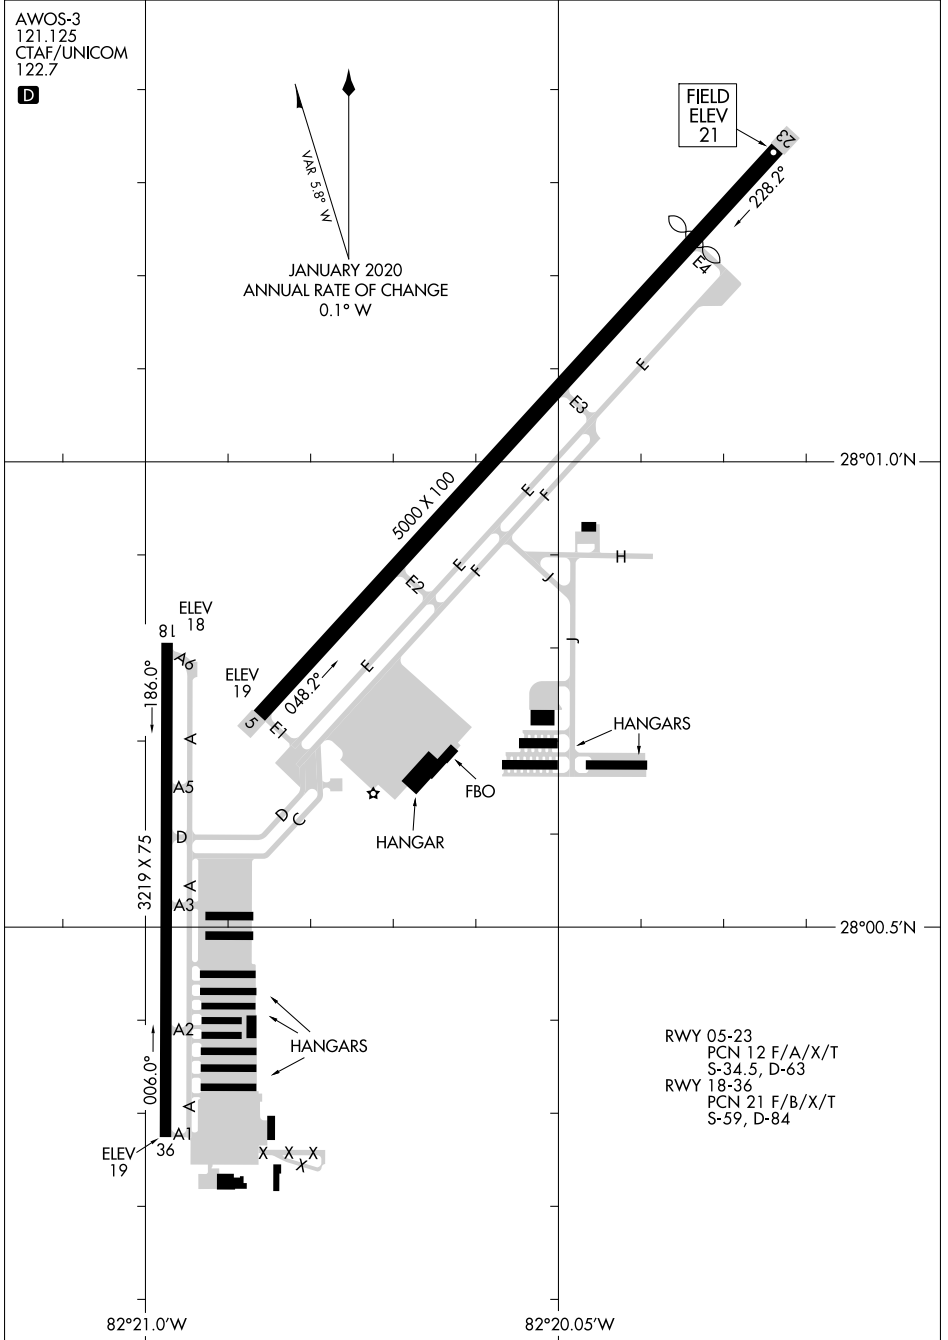 AWOS-3
121.125
CTAF/UNICOM
122.7
D
VAR 5.8° W
JANUARY 2020
ANNUAL RATE OF CHANGE
0.1° W
FIELD
ELEV
21
23
228.2°
E4
E
E3
28°01.0'N
5000 X 100
E
F
E
F
H
J
E2
J
ELEV
18
18
A6
186.0°
ELEV
19
048.2°
E
5
E1
A
HANGARS
A5
FBO
D
C
HANGAR
D
3219 X 75
A
A3
28°00.5'N
A2
HANGARS
006.0°
RWY 05-23
PCN 12 F/A/X/T
S-34.5, D-63
RWY 18-36
PCN 21 F/B/X/T
S-59, D-84
A
A1
36
ELEV
19
X X X
X
82°21.0'W
82°20.05'W